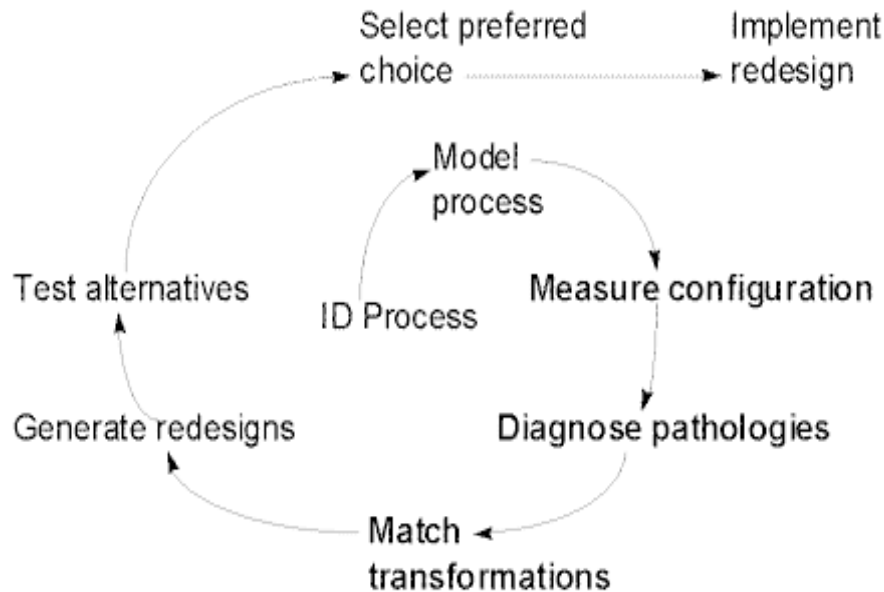 Select preferred
choice
Implement
redesign
Model
process
Test alternatives
ID Process
Measure configuration
Generate redesigns
Diagnose pathologies
Match
transformations